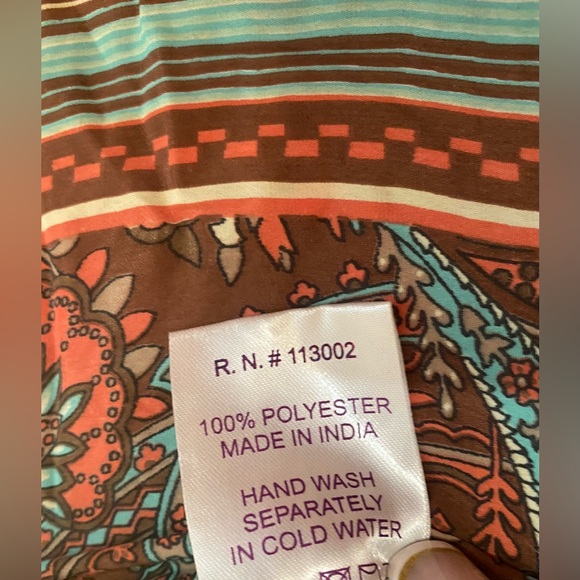 R. N. # 113002
100% POLYESTER
MADE IN INDIA
HAND WASH
SEPARATELY
IN COLD WATER